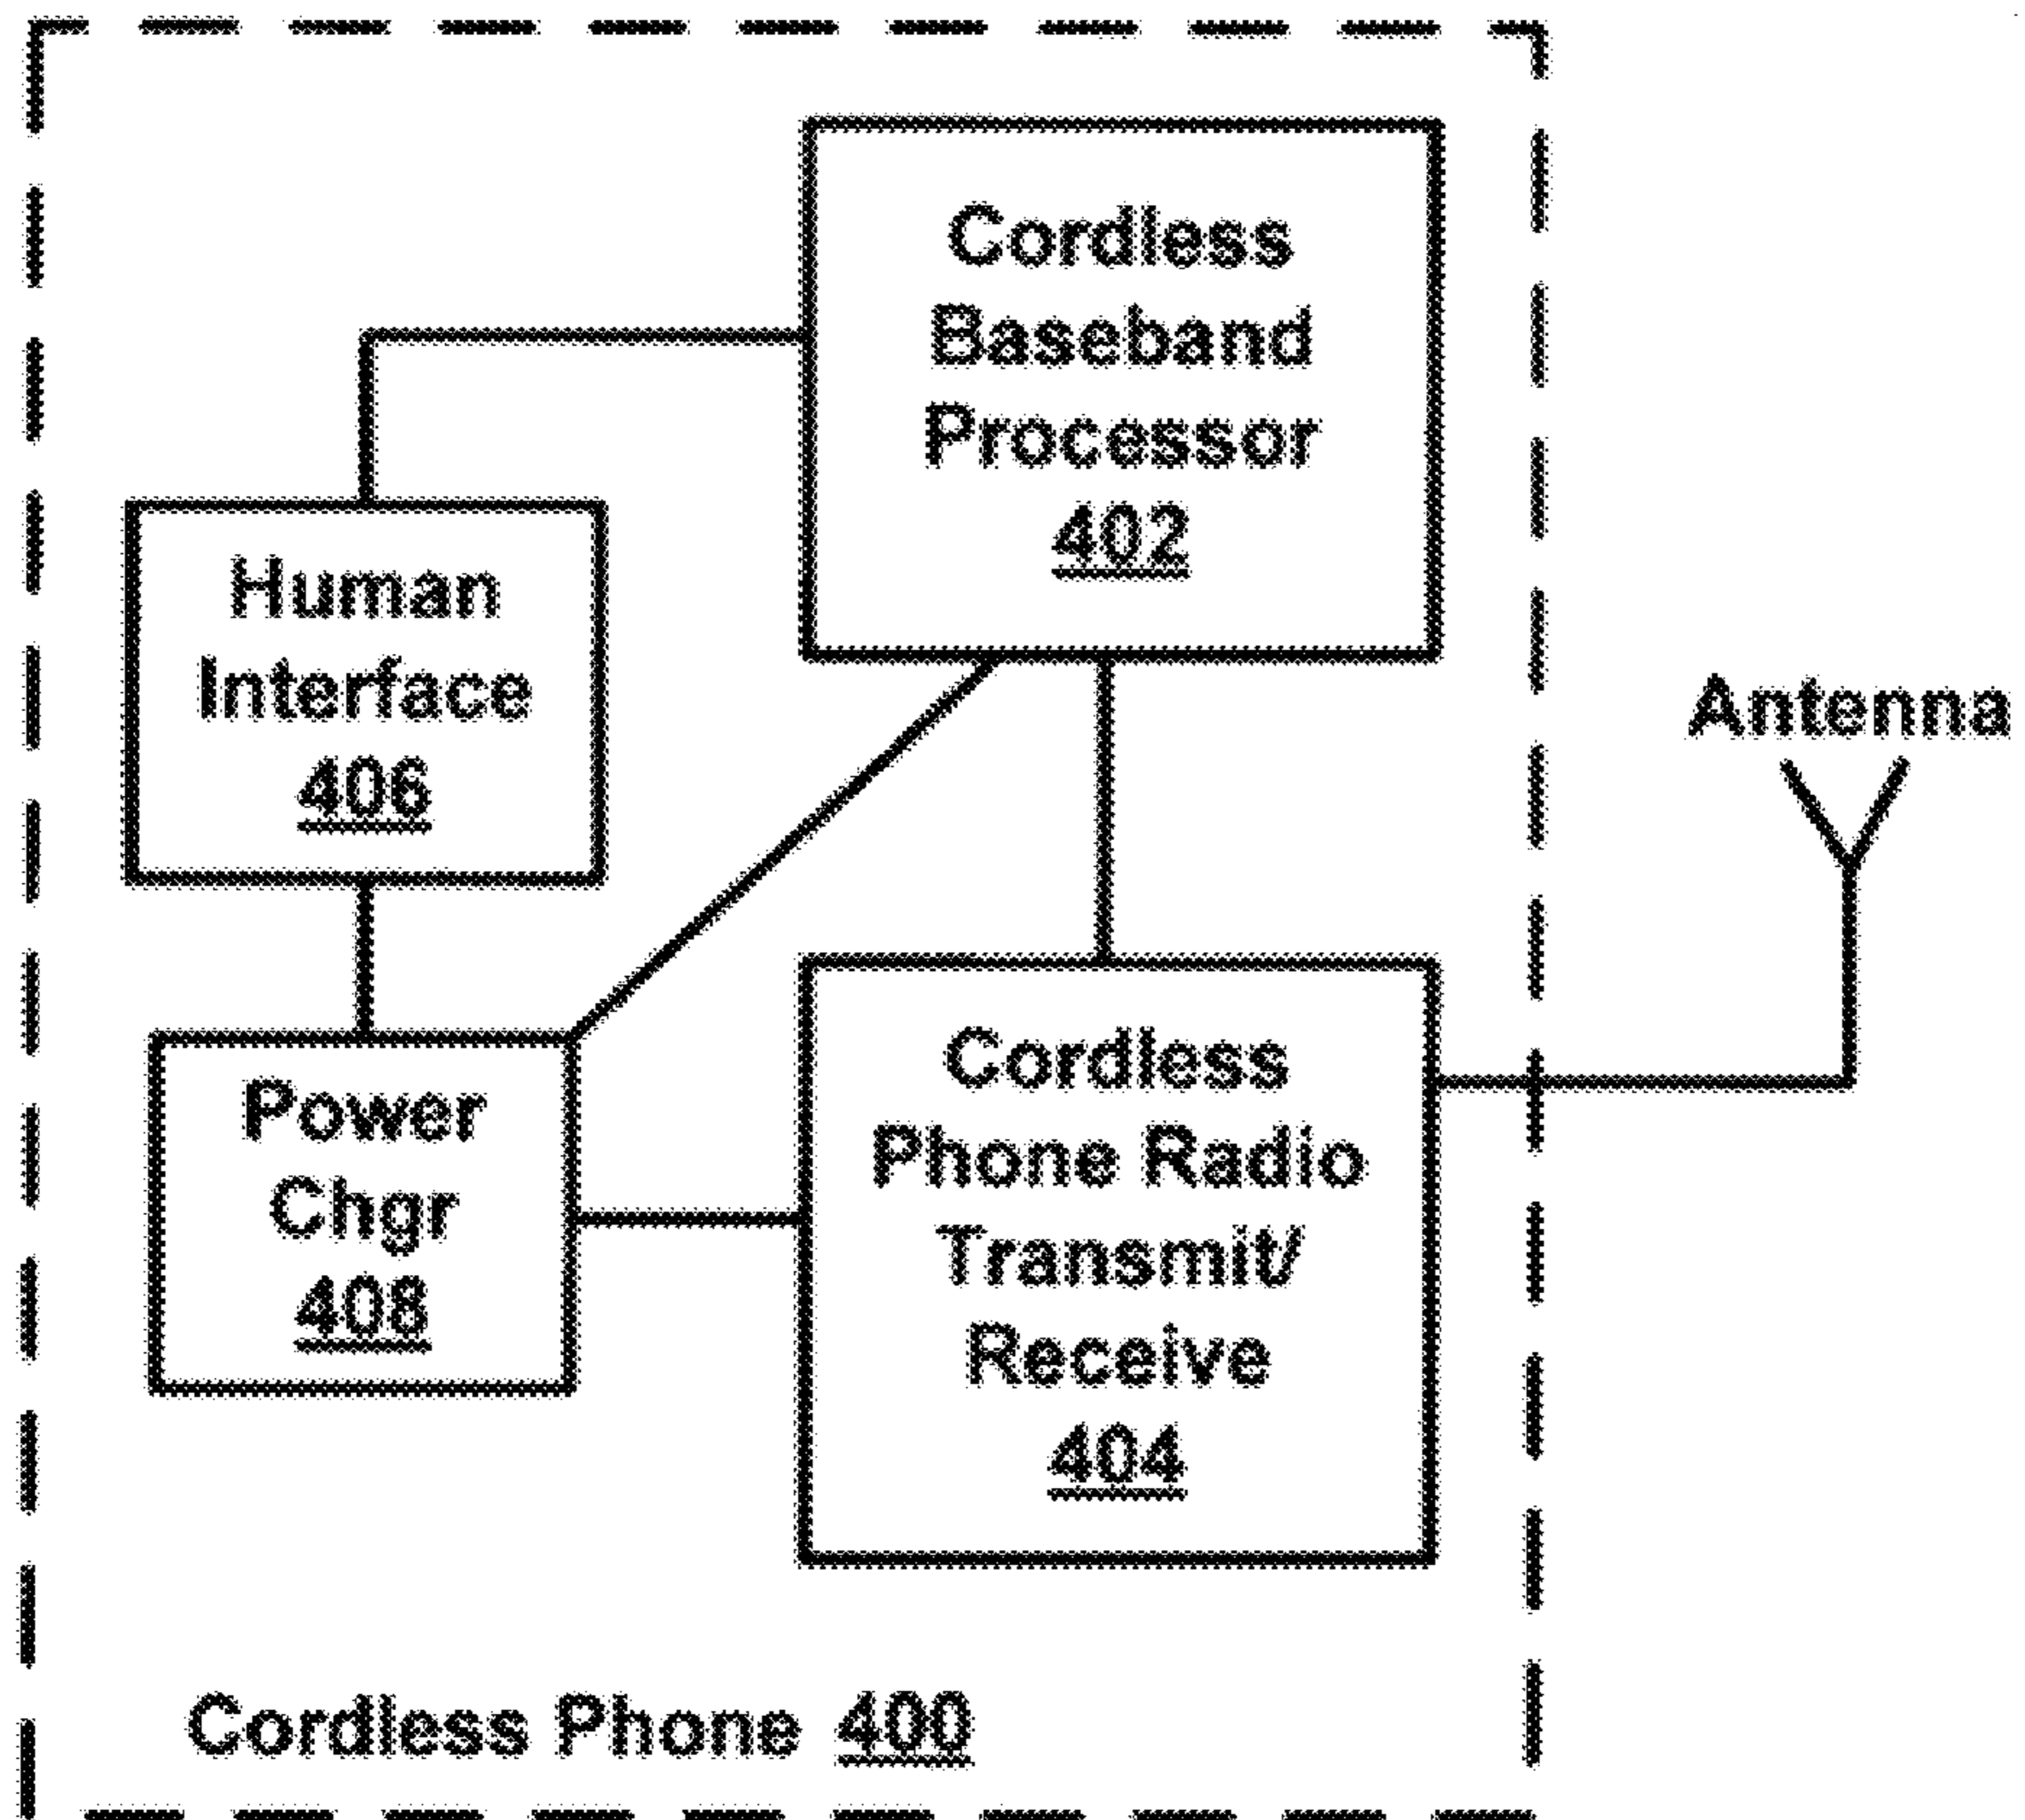 Cordless
Baseband
Processor
402
Human
Interface
406
Antenna
Power
Chgr
408
Cordless
Phone Radio
Transmit/
Receive
404
Cordless Phone 400